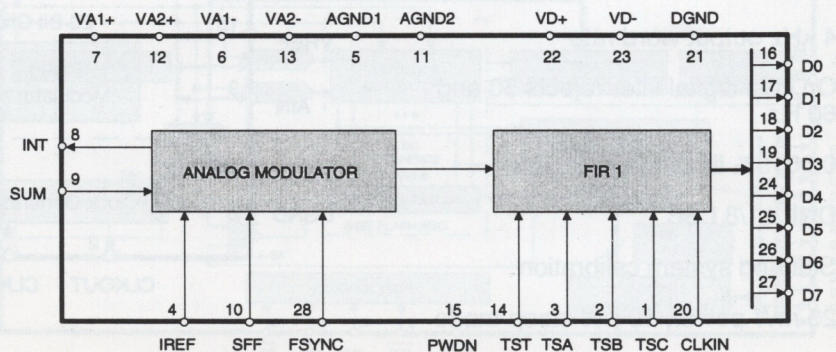 VA1+ VA2+ VA1- VA2- AGND1 AGND2 VD+ VD- DGND
7 12 6 13 5 11 22 23 21
16 D0
17 D1
18 D2
19 D3
24 D4
25 D5
26 D6
27 D7
INT 8
SUM 9
ANALOG MODULATOR
FIR 1
4 10 28 15 14 3 2 1 20
IREF SFF FSYNC PWDN TST TSA TSB TSC CLKIN